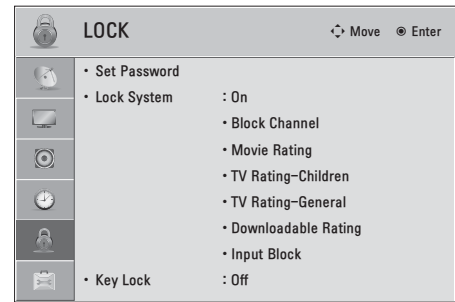 LOCK
Move
Enter
• Set Password
• Lock System : On
• Block Channel
• Movie Rating
• TV Rating-Children
• TV Rating-General
• Downloadable Rating
• Input Block
• Key Lock : Off